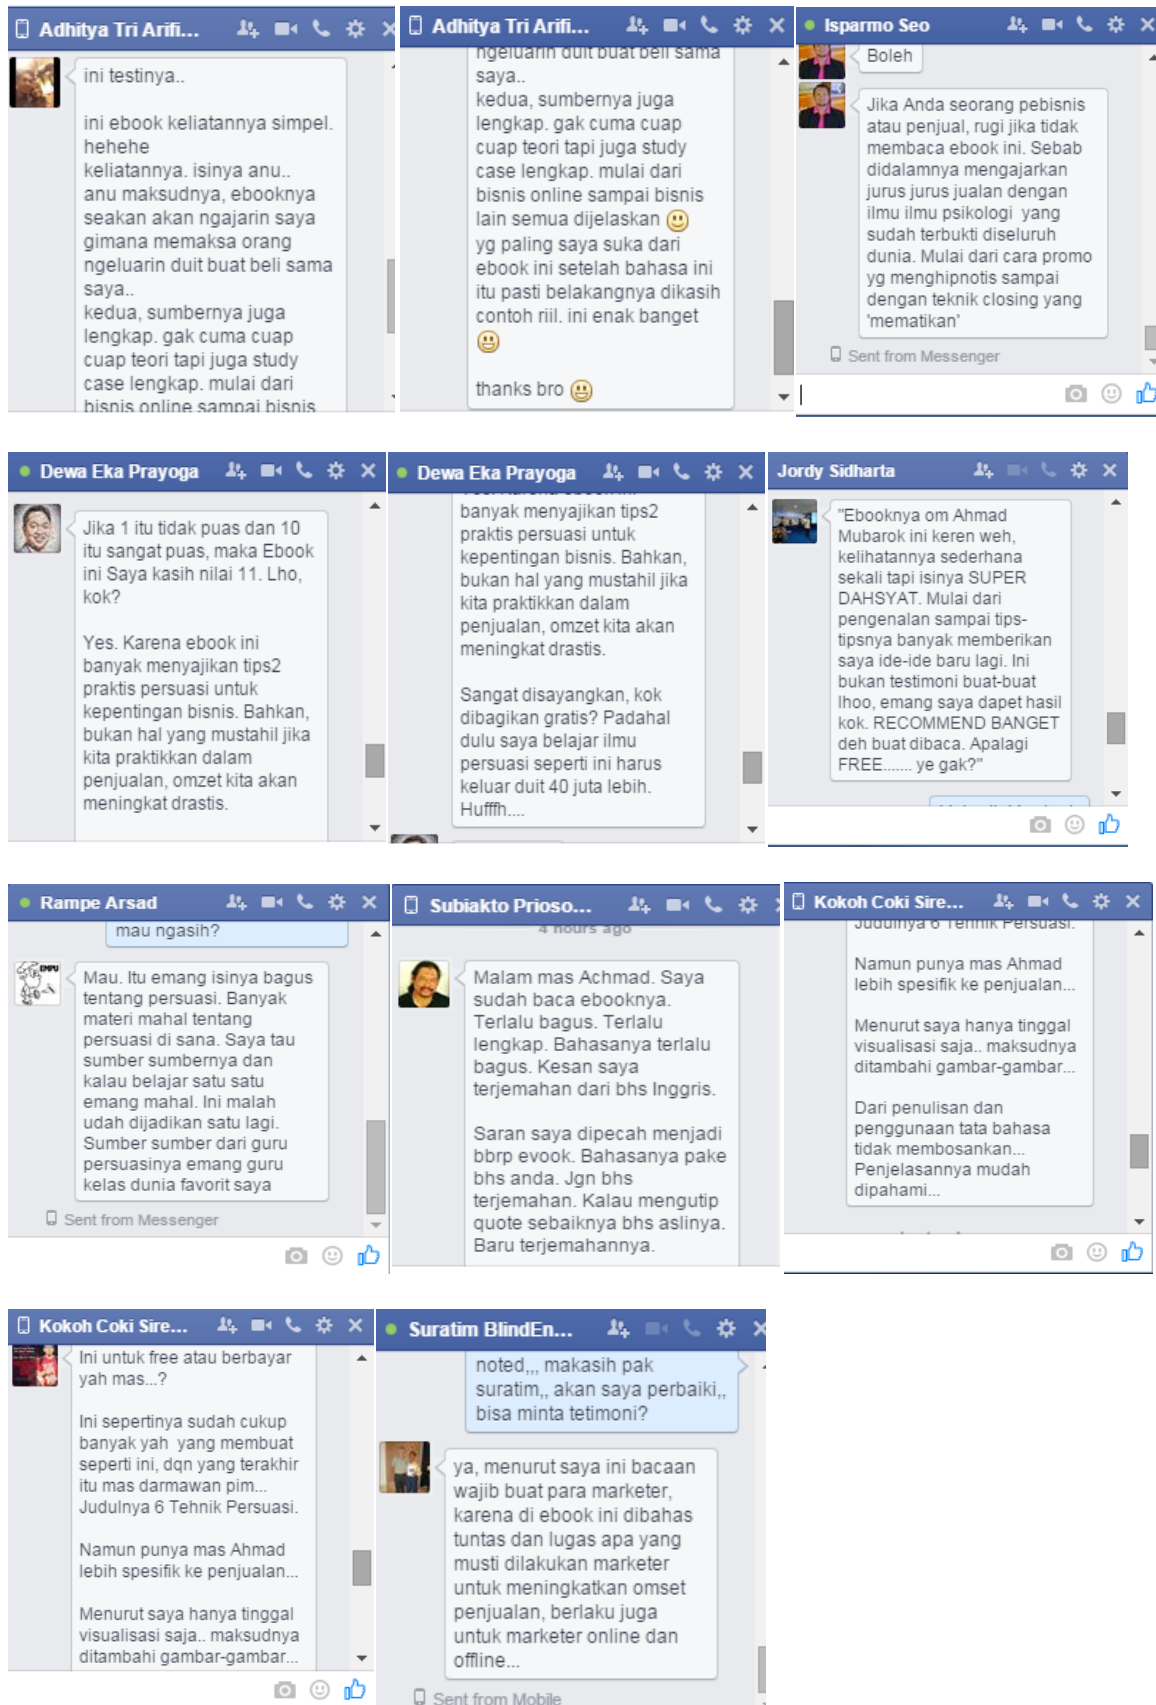 Adhitya Tri Arifi...
ini testinya..
ini ebook keliatannya simpel.
hehehe
keliatannya. isinya anu..
anu maksudnya, ebooknya
seakan akan ngajarin saya
gimana memaksa orang
ngeluarin duit buat beli sama
saya..
kedua, sumbernya juga
lengkap. gak cuma cuap
cuap teori tapi juga study
case lengkap. mulai dari
bisnis online sampai bisnis
Adhitya Tri Arifi...
ngeluarin duit buat beli sama
saya..
kedua, sumbernya juga
lengkap. gak cuma cuap
cuap teori tapi juga study
case lengkap. mulai dari
bisnis online sampai bisnis
lain semua dijelaskan
yg paling saya suka dari
ebook ini setelah bahasa ini
itu pasti belakangnya dikasih
contoh riil. ini enak banget
thanks bro
Isparmo Seo
Boleh
Jika Anda seorang pebisnis
atau penjual, rugi jika tidak
membaca ebook ini. Sebab
didalamnya mengajarkan
jurus jurus jualan dengan
ilmu ilmu psikologi yang
sudah terbukti diseluruh
dunia. Mulai dari cara promo
yg menghipnotis sampai
dengan teknik closing yang
'mematikan'
Sent from Messenger
Dewa Eka Prayoga
Jika 1 itu tidak puas dan 10
itu sangat puas, maka Ebook
ini Saya kasih nilai 11. Lho,
kok?
Yes. Karena ebook ini
banyak menyajikan tips2
praktis persuasi untuk
kepentingan bisnis. Bahkan,
bukan hal yang mustahil jika
kita praktikkan dalam
penjualan, omzet kita akan
meningkat drastis.
Dewa Eka Prayoga
Yes. Karena ebook ini
banyak menyajikan tips2
praktis persuasi untuk
kepentingan bisnis. Bahkan,
bukan hal yang mustahil jika
kita praktikkan dalam
penjualan, omzet kita akan
meningkat drastis.
Sangat disayangkan, kok
dibagikan gratis? Padahal
dulu saya belajar ilmu
persuasi seperti ini harus
keluar duit 40 juta lebih.
Hufffh....
Jordy Sidharta
"Ebooknya om Ahmad
Mubarok ini keren weh,
kelihatannya sederhana
sekali tapi isinya SUPER
DAHSYAT. Mulai dari
pengenalan sampai tips-
tipsnya banyak memberikan
saya ide-ide baru lagi. Ini
bukan testimoni buat-buat
lhoo, emang saya dapet hasil
kok. RECOMMEND BANGET
deh buat dibaca. Apalagi
FREE....... ye gak?"
Rampe Arsad
mau ngasih?
EMPU
Mau. Itu emang isinya bagus
tentang persuasi. Banyak
materi mahal tentang
persuasi di sana. Saya tau
sumber sumbernya dan
kalau belajar satu satu
emang mahal. Ini malah
udah dijadikan satu lagi.
Sumber sumber dari guru
persuasinya emang guru
kelas dunia favorit saya
Sent from Messenger
Subiakto Prioso...
4 hours ago
Malam mas Achmad. Saya
sudah baca ebooknya.
Terlalu bagus. Terlalu
lengkap. Bahasanya terlalu
bagus. Kesan saya
terjemahan dari bhs Inggris.
Saran saya dipecah menjadi
bbrp evook. Bahasanya pake
bhs anda. Jgn bhs
terjemahan. Kalau mengutip
quote sebaiknya bhs aslinya.
Baru terjemahannya.
Kokoh Coki Sire...
Judulnya 6 Tehnik Persuasi.
Namun punya mas Ahmad
lebih spesifik ke penjualan...
Menurut saya hanya tinggal
visualisasi saja.. maksudnya
ditambahi gambar-gambar...
Dari penulisan dan
penggunaan tata bahasa
tidak membosankan...
Penjelasannya mudah
dipahami...
Kokoh Coki Sire...
Ini untuk free atau berbayar
yah mas...?
Ini sepertinya sudah cukup
banyak yah yang membuat
seperti ini, dqn yang terakhir
itu mas darmawan pim...
Judulnya 6 Tehnik Persuasi.
Namun punya mas Ahmad
lebih spesifik ke penjualan...
Menurut saya hanya tinggal
visualisasi saja.. maksudnya
ditambahi gambar-gambar...
Suratim BlindEn...
noted,,, makasih pak
suratim,, akan saya perbaiki,,
bisa minta tetimoni?
ya, menurut saya ini bacaan
wajib buat para marketer,
karena di ebook ini dibahas
tuntas dan lugas apa yang
musti dilakukan marketer
untuk meningkatkan omset
penjualan, berlaku juga
untuk marketer online dan
offline...
Sent from Mobile